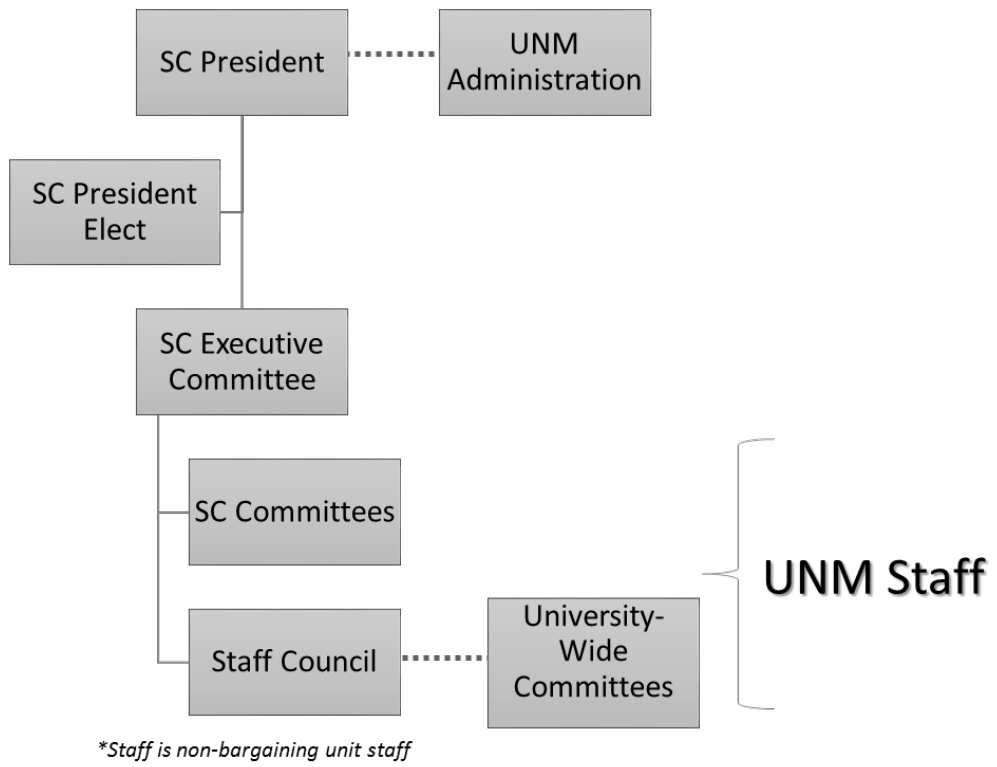 SC President
UNM
Administration
SC President
Elect
SC Executive
Committee
SC Committees
UNM Staff
Staff Council
University-
Wide
Committees
*Staff is non-bargaining unit staff